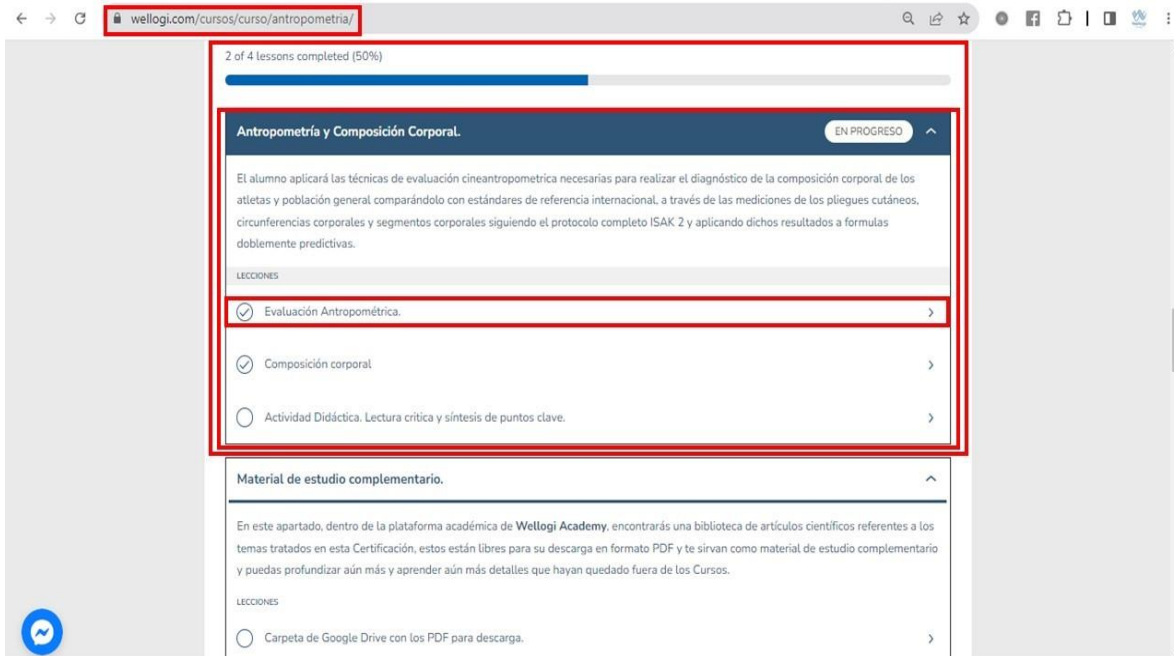 wellogi.com/cursos/curso/antropometria/
2 of 4 lessons completed (50%)
Antropometría y Composición Corporal.
EN PROGRESO
El alumno aplicará las técnicas de evaluación cineantropometrica necesarias para realizar el diagnóstico de la composición corporal de los
atletas y población general comparándolo con estándares de referencia internacional, a través de las mediciones de los pliegues cutáneos,
circunferencias corporales y segmentos corporales siguiendo el protocolo completo ISAK 2 y aplicando dichos resultados a formulas
doblemente predictivas.
LECCIONES
Evaluación Antropométrica.
Composición corporal
Actividad Didáctica. Lectura critica y síntesis de puntos clave.
Material de estudio complementario.
En este apartado, dentro de la plataforma académica de Wellogi Academy, encontrarás una biblioteca de artículos científicos referentes a los
temas tratados en esta Certificación, estos están libres para su descarga en formato PDF y te sirvan como material de estudio complementario
y puedas profundizar aún más y aprender aún más detalles que hayan quedado fuera de los Cursos.
LECCIONES
Carpeta de Google Drive con los PDF para descarga.